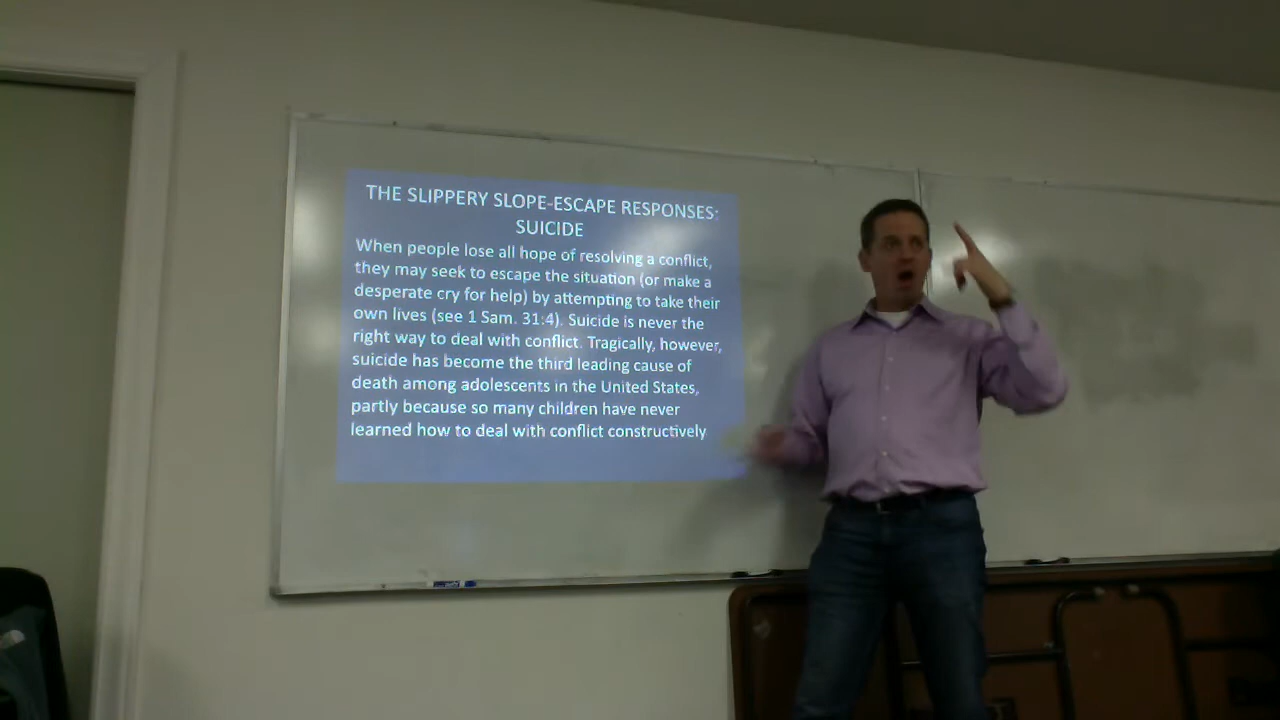 THE SLIPPERY SLOPE-ESCAPE RESPONSES:
SUICIDE
When people lose all hope of resolving a conflict,
they may seek to escape the situation (or make a
desperate cry for help) by attempting to take their
own lives (see 1 Sam. 31:4). Suicide is never the
right way to deal with conflict. Tragically, however,
suicide has become the third leading cause of
death among adolescents in the United States,
partly because so many children have never
learned how to deal with conflict constructively